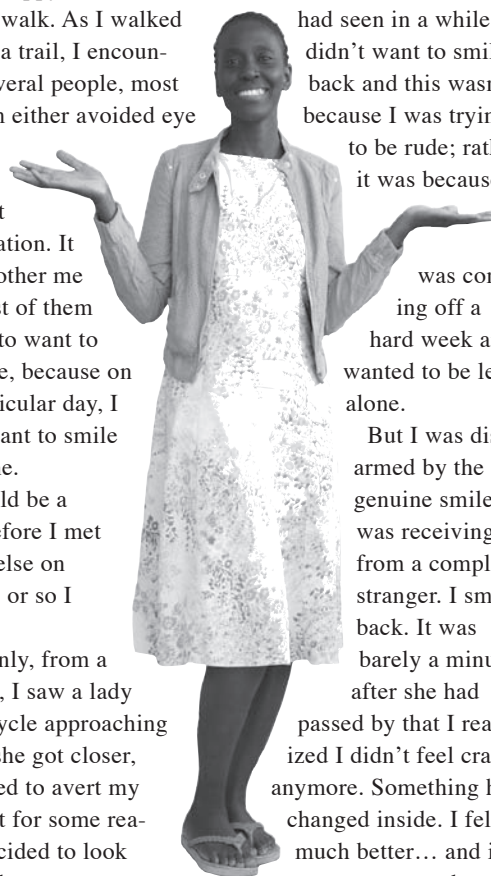 walk. As I walked
a trail, I encoun-
veral people, most
n either avoided eye
t
ation. It
other me
st of them
to want to
e, because on
icular day, I
ant to smile
e.
ld be a
efore I met
else on
or so I
nly, from a
, I saw a lady
ycle approaching
she got closer,
ed to avert my
t for some rea-
cided to look
had seen in a while
didn’t want to smil
back and this wasn
because I was tryin
to be rude; rat
it was becaus
was com
ing off a
hard week a
wanted to be le
alone.
But I was dis
armed by the
genuine smile
was receiving
from a compl
stranger. I sm
back. It was
barely a minu
after she had
passed by that I rea
ized I didn’t feel cra
anymore. Something h
changed inside. I fel
much better… and i